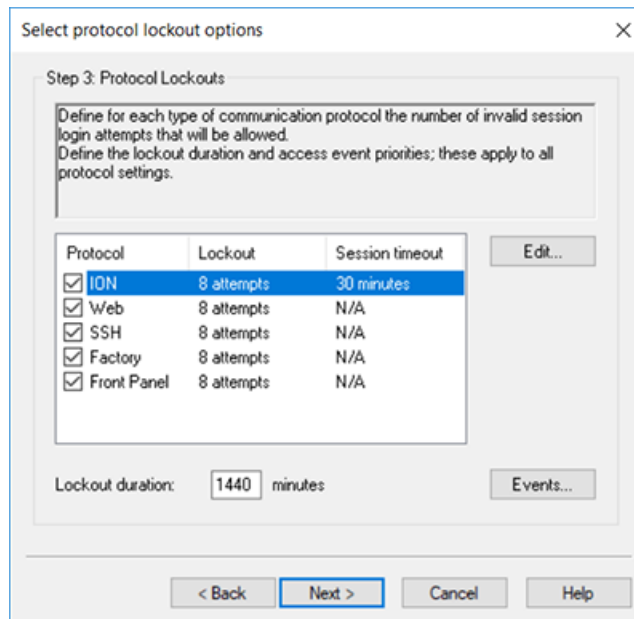 Select protocol lockout options
Step 3: Protocol Lockouts
Define for each type of communication protocol the number of invalid session
login attempts that will be allowed.
Define the lockout duration and access event priorities; these apply to all
protocol settings.
Protocol Lockout Session timeout
ION 8 attempts 30 minutes
Web 8 attempts N/A
SSH 8 attempts N/A
Factory 8 attempts N/A
Front Panel 8 attempts N/A
Edit...
Lockout duration: 1440 minutes
Events...
< Back Next > Cancel Help